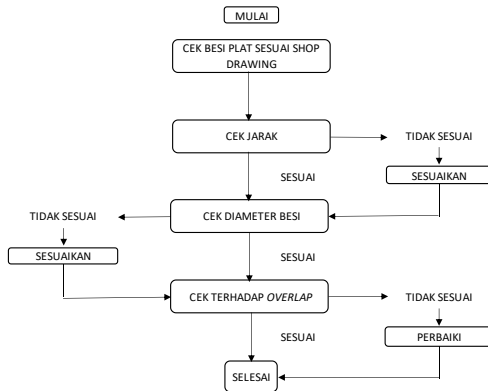 MULAI
CEK BESI PLAT SESUAI SHOP
DRAWING
CEK JARAK
TIDAK SESUAI
SESUAI
SESUAIKAN
TIDAK SESUAI
CEK DIAMETER BESI
SESUAIKAN
SESUAI
CEK TERHADAP OVERLAP
TIDAK SESUAI
SESUAI
PERBAIKI
SELESAI